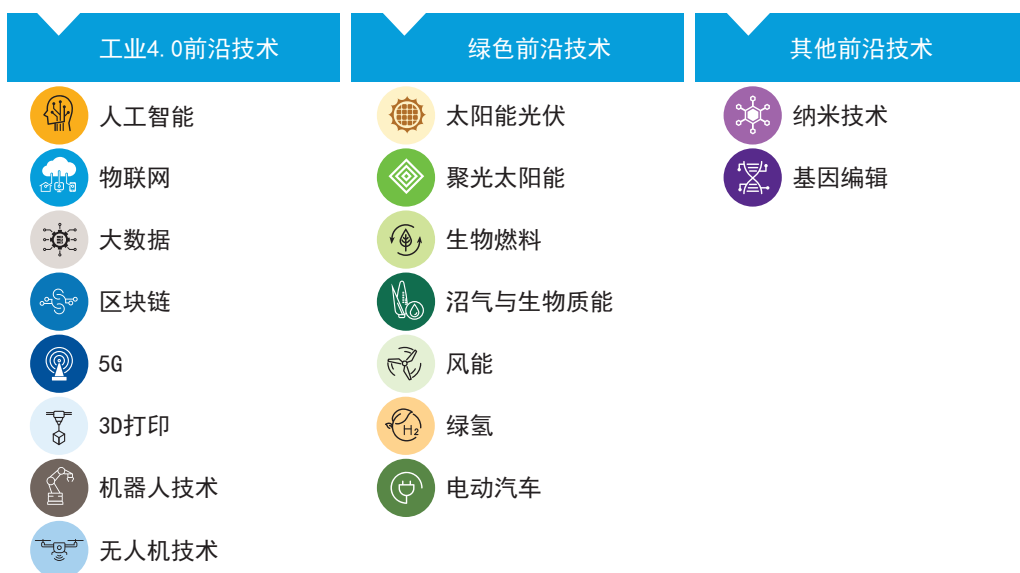 工业4.0前沿技术
人工智能
物联网
大数据
区块链
5G
3D打印
机器人技术
无人机技术
绿色前沿技术
太阳能光伏
聚光太阳能
生物燃料
沼气与生物质能
风能
H2
绿氢
电动汽车
其他前沿技术
纳米技术
基因编辑